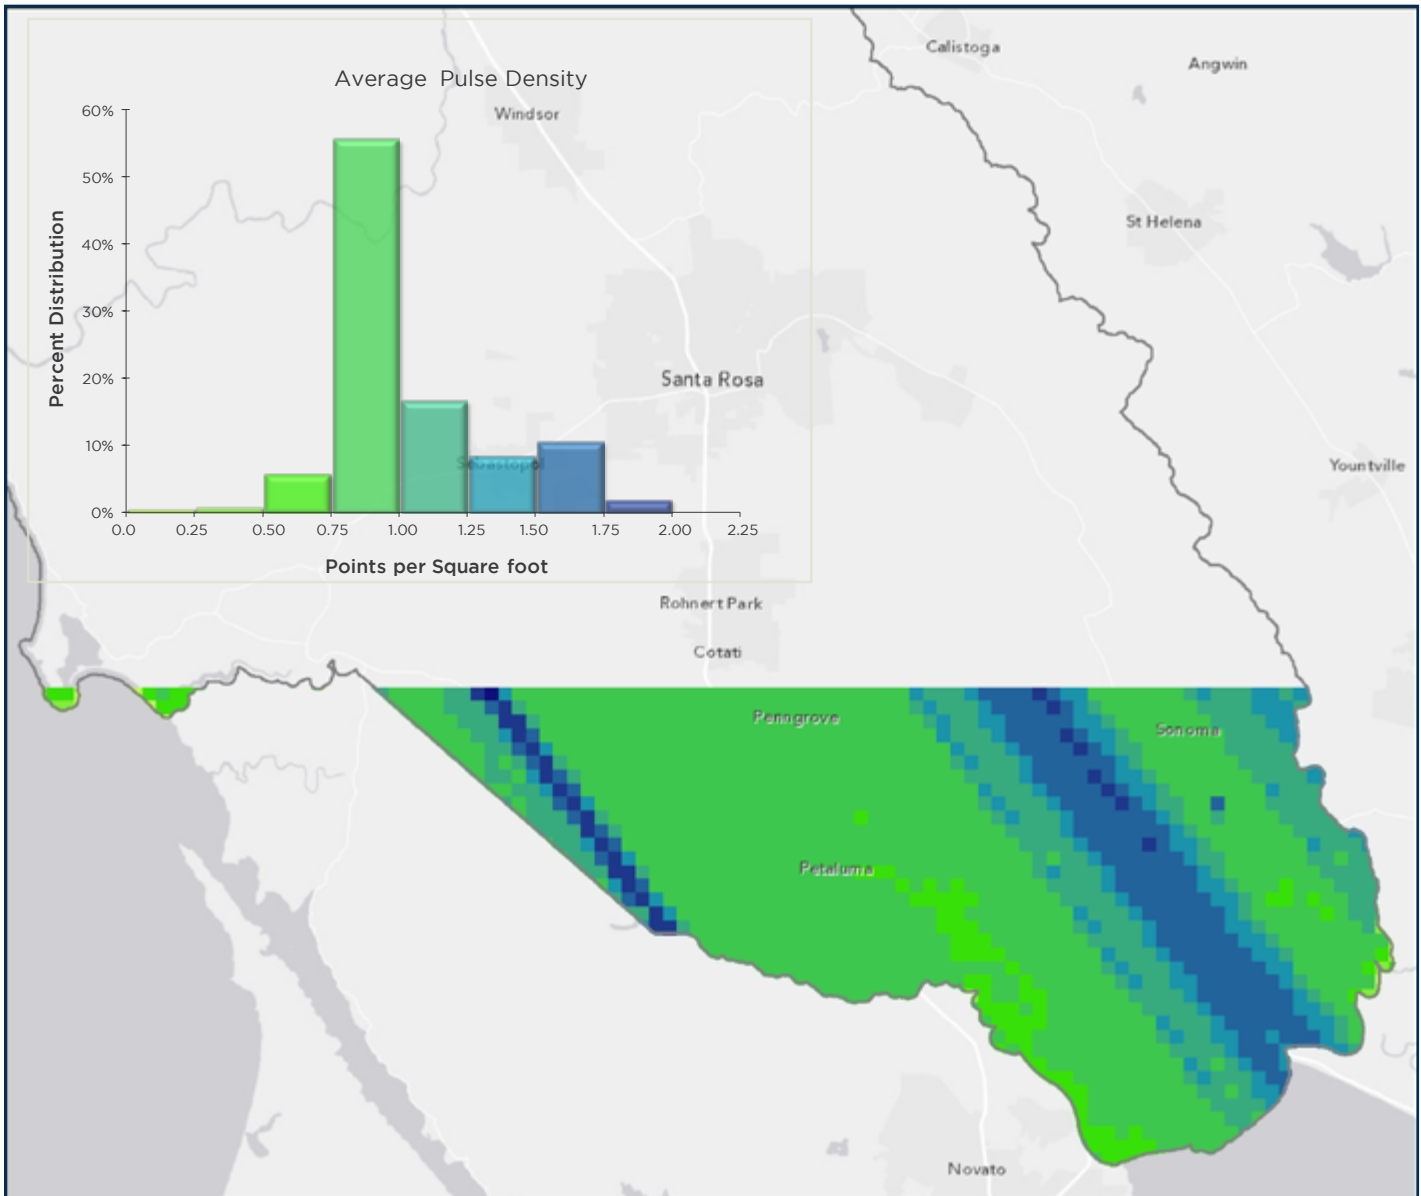 Calistoga
Angwin
Average Pulse Density
60%
Windsor
50%
St Helena
40%
Percent Distribution
30%
20%
Santa Rosa
10%
Sebastopol
Yountville
0%
0.0 0.25 0.50 0.75 1.00 1.25 1.50 1.75 2.00 2.25
Points per Square foot
Rohnert Park
Cotati
Penngrove
Sonoma
Petaluma
Novato